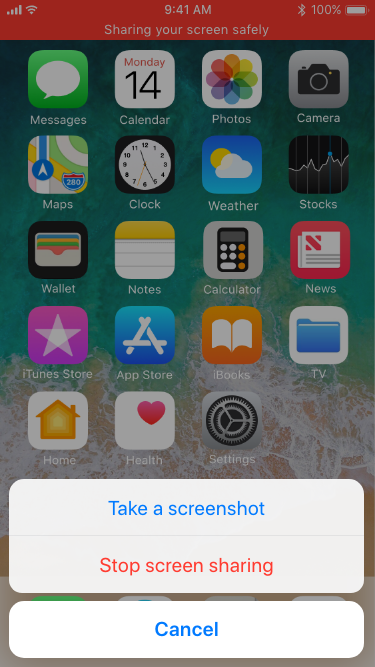 9:41 AM 100%
Sharing your screen safely
Monday
14
280
Messages Calendar Photos Camera
Maps Clock Weather Stocks
Wallet Notes Calculator News
iTunes Store App Store iBooks TV
Home Health Settings
Take a screenshot
Stop screen sharing
Cancel